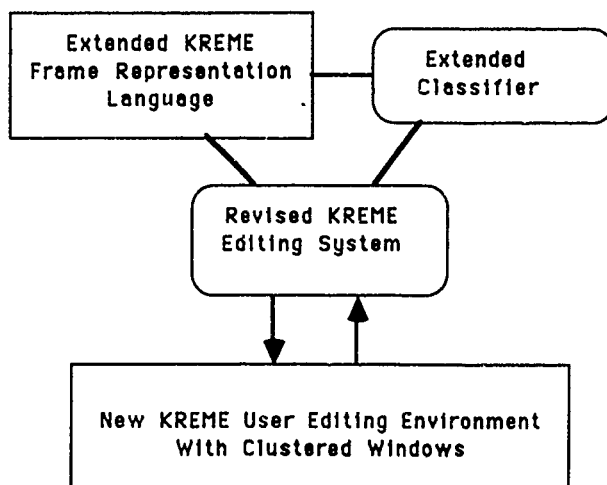 Extended KREME
Frame Representation
Language
Extended
Classifier
Revised KREME
Editing System
New KREME User Editing Environment
With Clustered Windows